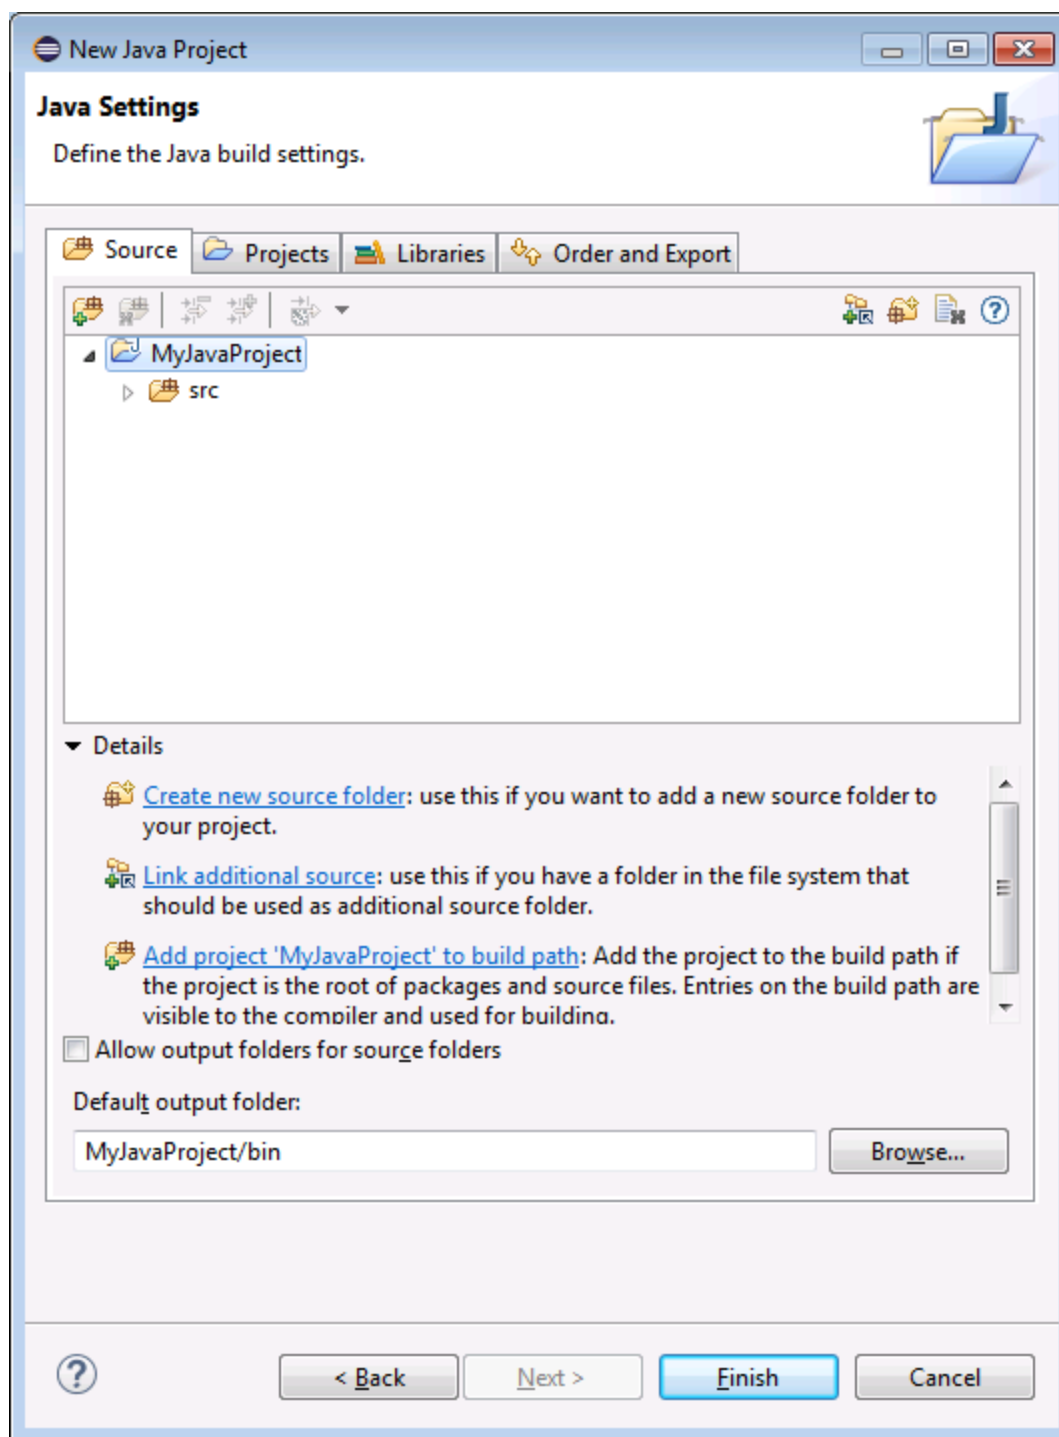 New Java Project
Java Settings
Define the Java build settings.
Source Projects Libraries Order and Export
MyJavaProject
src
Details
Create new source folder: use this if you want to add a new source folder to
your project.
Link additional source: use this if you have a folder in the file system that
should be used as additional source folder.
Add project 'MyJavaProject' to build path: Add the project to the build path if
the project is the root of packages and source files. Entries on the build path are
visible to the compiler and used for building.
Allow output folders for source folders
Default output folder:
MyJavaProject/bin Browse...
< Back Next > Finish Cancel